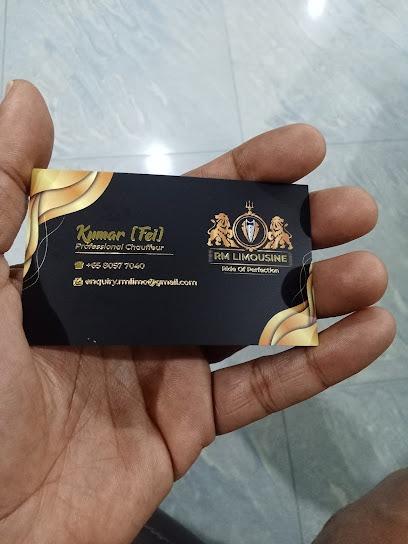 Kumar [Fei]
Professional Chauffeur
+65 8057 7040
enquiry.rmlimo@gmail.com
RM LIMOUSINE
Ride Of Perfection